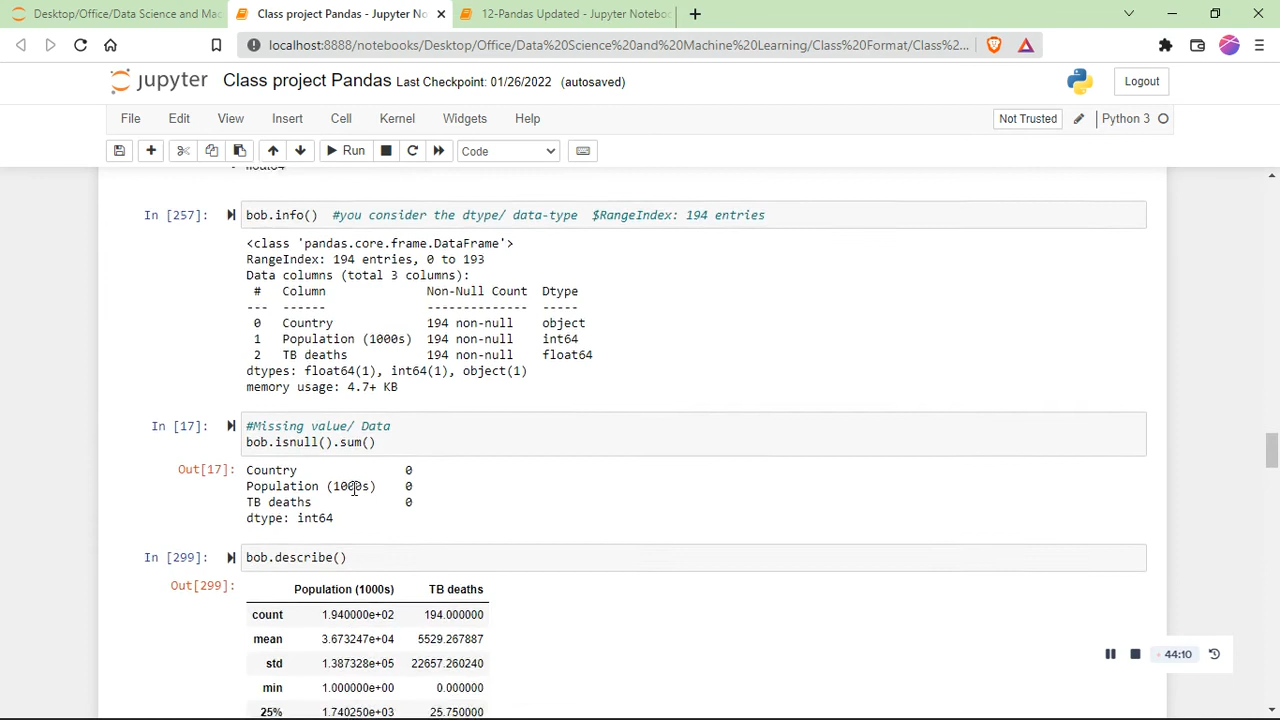 Desktop/Office/Data Science and Mac
Class project Pandas - Jupyter No
12-Pandas Updated - Jupyter Notebo
localhost:8888/notebooks/Desktop/Office/Data%20Science%20and%20Machine%20Learning/Class%20Format/Class%2...
jupyter Class project Pandas Last Checkpoint: 01/26/2022 (autosaved)
Logout
File Edit View Insert Cell Kernel Widgets Help
Not Trusted
Python 3
Run
Code
In [257]: bob.info() #you consider the dtype/ data-type $RangeIndex: 194 entries
<class 'pandas.core.frame.DataFrame'>
RangeIndex: 194 entries, 0 to 193
Data columns (total 3 columns):
# Column Non-Null Count Dtype
--- ------ -------------- -----
0 Country 194 non-null object
1 Population (1000s) 194 non-null int64
2 TB deaths 194 non-null float64
dtypes: float64(1), int64(1), object(1)
memory usage: 4.7+ KB
In [17]: #Missing value/ Data
bob.isnull().sum()
Out[17]: Country 0
Population (1000s) 0
TB deaths 0
dtype: int64
In [299]: bob.describe()
Out[299]: Population (1000s) TB deaths
count 1.940000e+02 194.000000
mean 3.673247e+04 5529.267887
std 1.387328e+05 22657.260240
min 1.000000e+00 0.000000
25% 1.740250e+03 25.750000
44:10